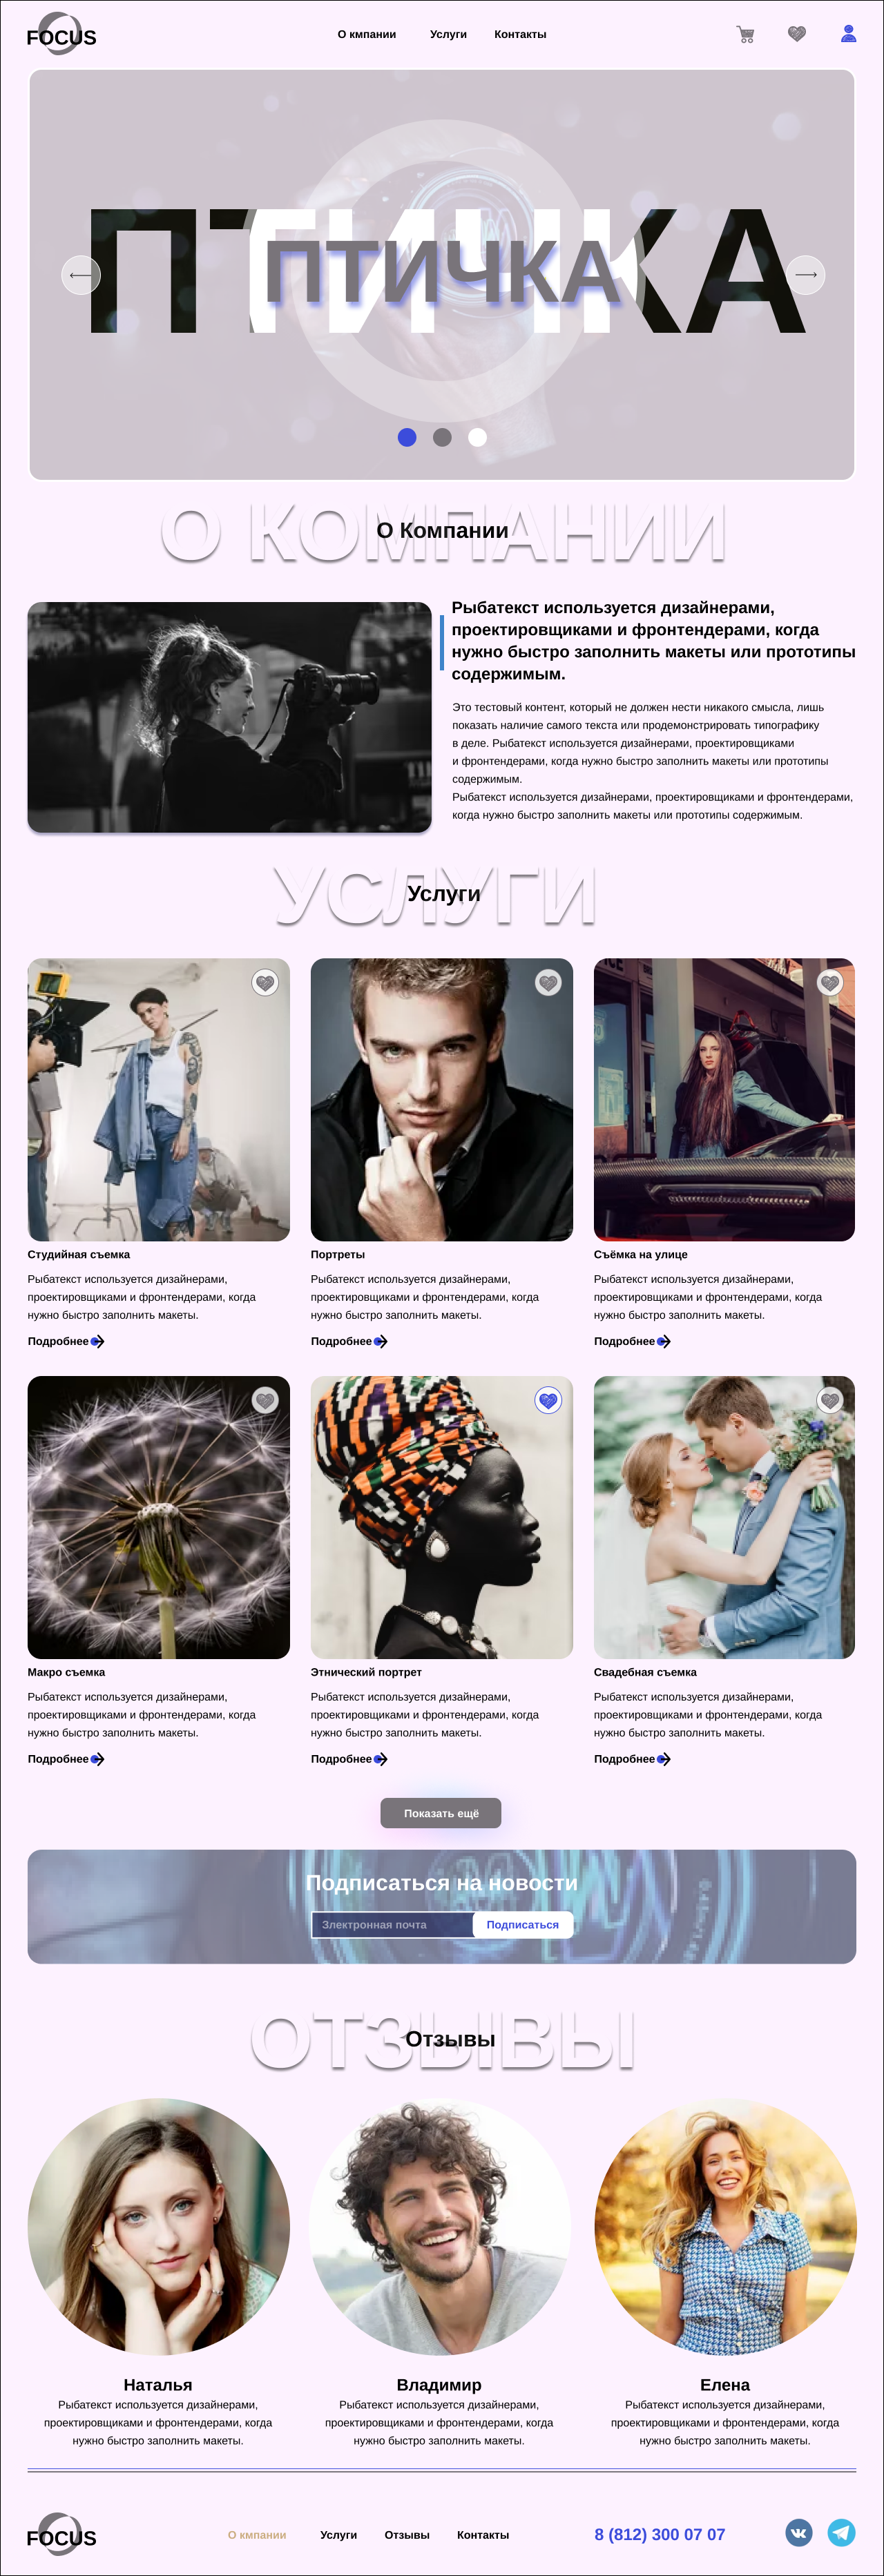 FOCUS
О кмпании Услуги Контакты
ПТИЧКА
ПТИЧКА
О КОМПАНИИ
О Компании
Рыбатекст используется дизайнерами,
проектировщиками и фронтендерами, когда
нужно быстро заполнить макеты или прототипы
содержимым.
Это тестовый контент, который не должен нести никакого смысла, лишь
показать наличие самого текста или продемонстрировать типографику
в деле. Рыбатекст используется дизайнерами, проектировщиками
и фронтендерами, когда нужно быстро заполнить макеты или прототипы
содержимым.
Рыбатекст используется дизайнерами, проектировщиками и фронтендерами,
когда нужно быстро заполнить макеты или прототипы содержимым.
УСЛУГИ
Услуги
Студийная съемка
Рыбатекст используется дизайнерами,
проектировщиками и фронтендерами, когда
нужно быстро заполнить макеты.
Подробнее
Портреты
Рыбатекст используется дизайнерами,
проектировщиками и фронтендерами, когда
нужно быстро заполнить макеты.
Подробнее
Съёмка на улице
Рыбатекст используется дизайнерами,
проектировщиками и фронтендерами, когда
нужно быстро заполнить макеты.
Подробнее
Макро съемка
Рыбатекст используется дизайнерами,
проектировщиками и фронтендерами, когда
нужно быстро заполнить макеты.
Подробнее
Этнический портрет
Рыбатекст используется дизайнерами,
проектировщиками и фронтендерами, когда
нужно быстро заполнить макеты.
Подробнее
Свадебная съемка
Рыбатекст используется дизайнерами,
проектировщиками и фронтендерами, когда
нужно быстро заполнить макеты.
Подробнее
Показать ещё
Подписаться на новости
Злектронная почта Подписаться
ОТЗЫВЫ
Отзывы
Наталья
Рыбатекст используется дизайнерами,
проектировщиками и фронтендерами, когда
нужно быстро заполнить макеты.
Владимир
Рыбатекст используется дизайнерами,
проектировщиками и фронтендерами, когда
нужно быстро заполнить макеты.
Елена
Рыбатекст используется дизайнерами,
проектировщиками и фронтендерами, когда
нужно быстро заполнить макеты.
FOCUS
О кмпании Услуги Отзывы Контакты 8 (812) 300 07 07